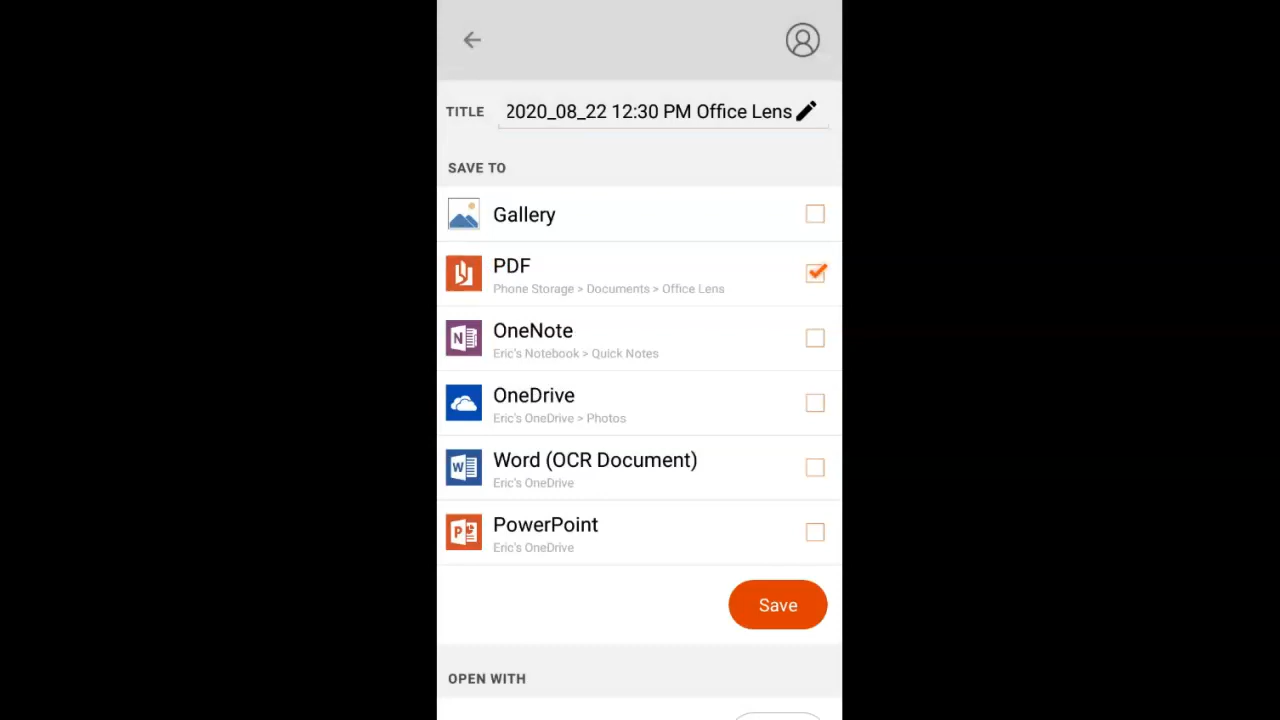 TITLE 2020_08_22 12:30 PM Office Lens
SAVE TO
Gallery
PDF
Phone Storage > Documents > Office Lens
OneNote
Eric's Notebook > Quick Notes
OneDrive
Eric's OneDrive > Photos
Word (OCR Document)
Eric's OneDrive
PowerPoint
Eric's OneDrive
Save
OPEN WITH